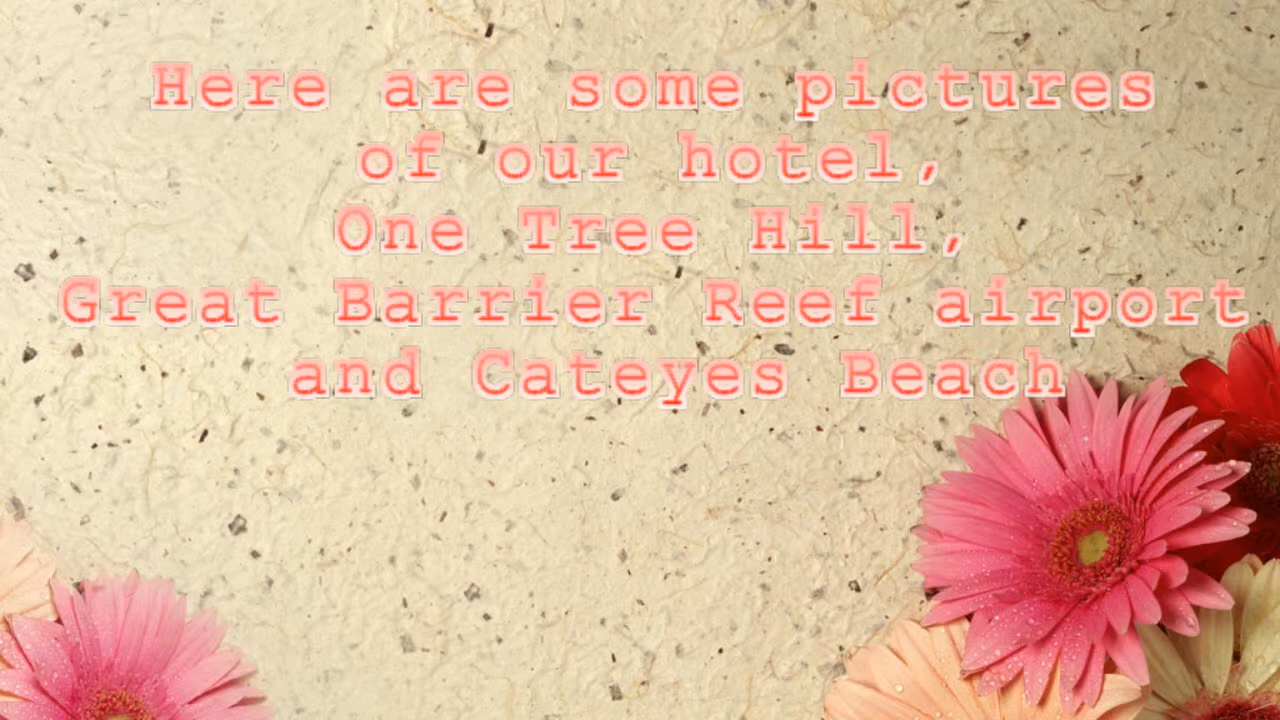 Here are some pictures
of our hotel,
One Tree Hill,
Great Barrier Reef airport
and Cateyes Beach